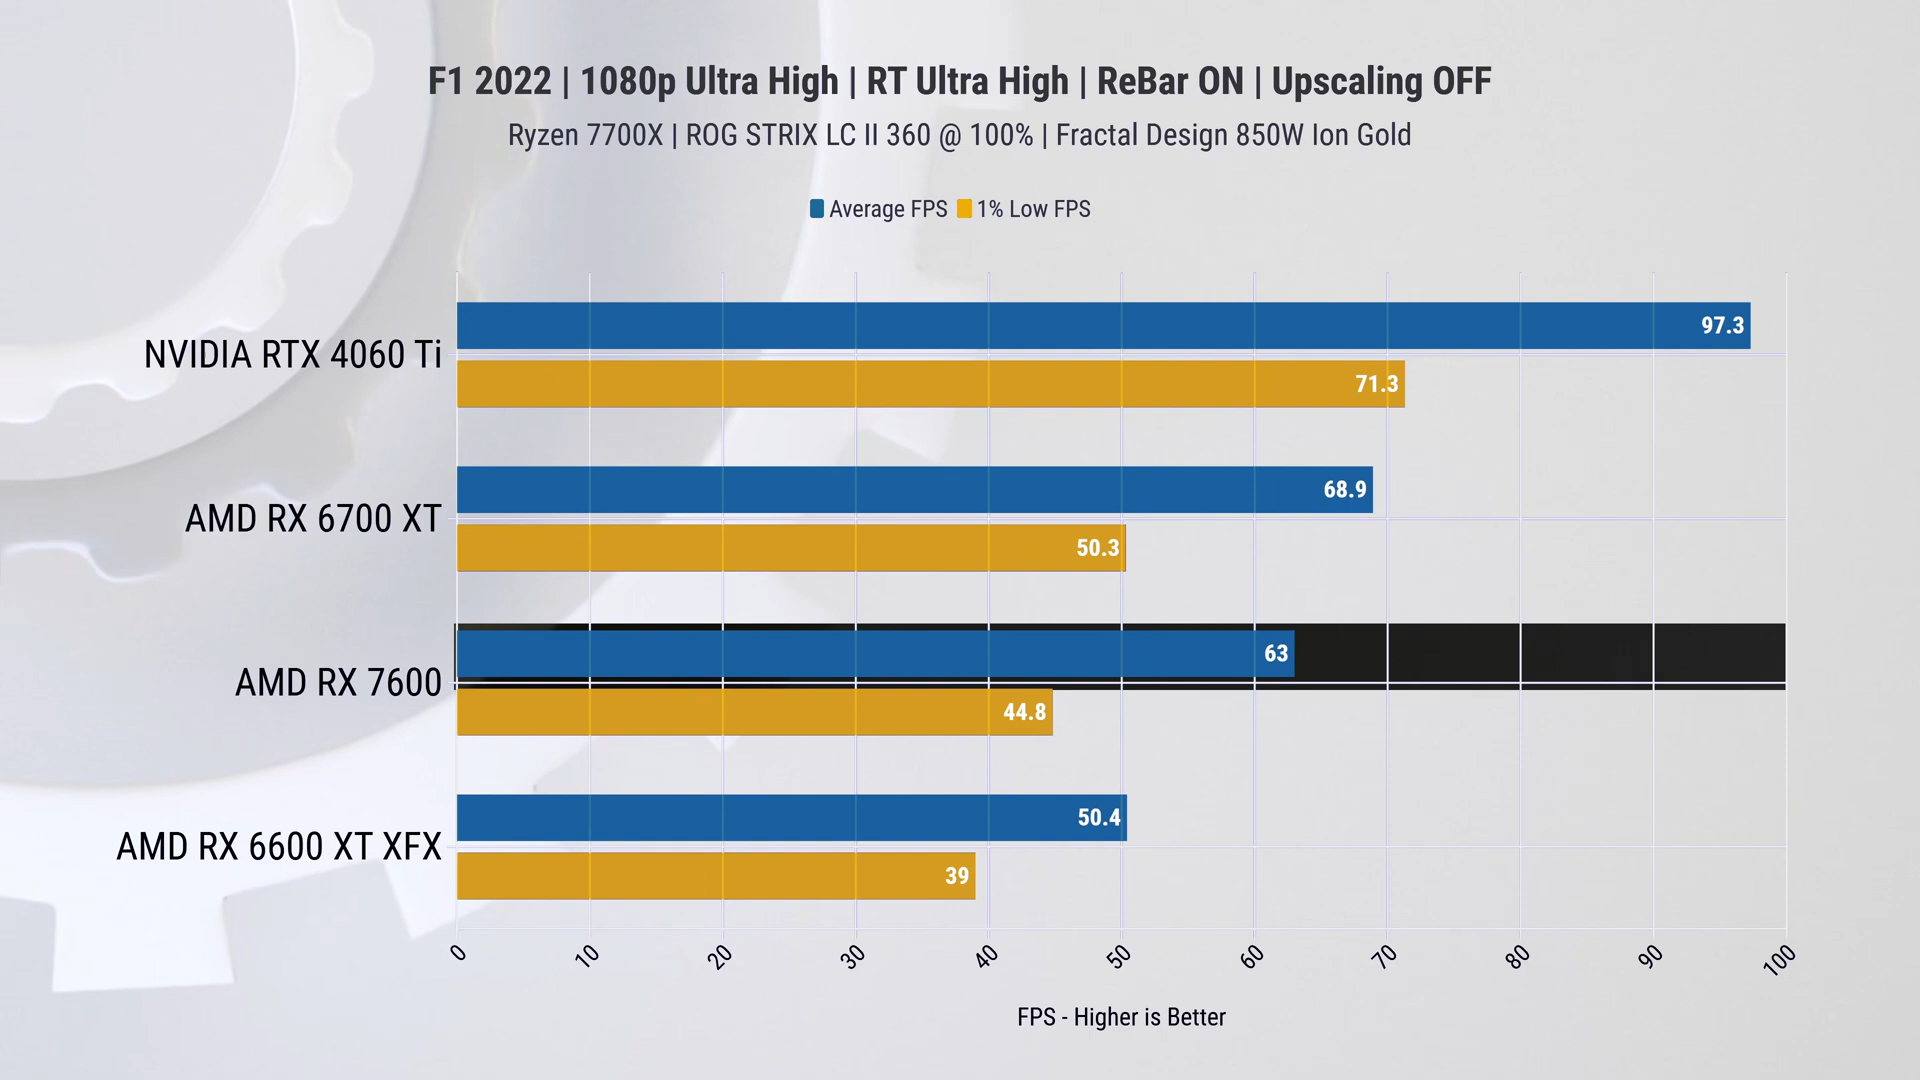 F1 2022 | 1080p Ultra High | RT Ultra High | ReBar ON | Upscaling OFF
Ryzen 7700X | ROG STRIX LC II 360 @ 100% | Fractal Design 850W Ion Gold
Average FPS 1% Low FPS
NVIDIA RTX 4060 Ti
97.3
71.3
AMD RX 6700 XT
68.9
50.3
AMD RX 7600
63
44.8
AMD RX 6600 XT XFX
50.4
39
0 10 20 30 40 50 60 70 80 90 100
FPS - Higher is Better